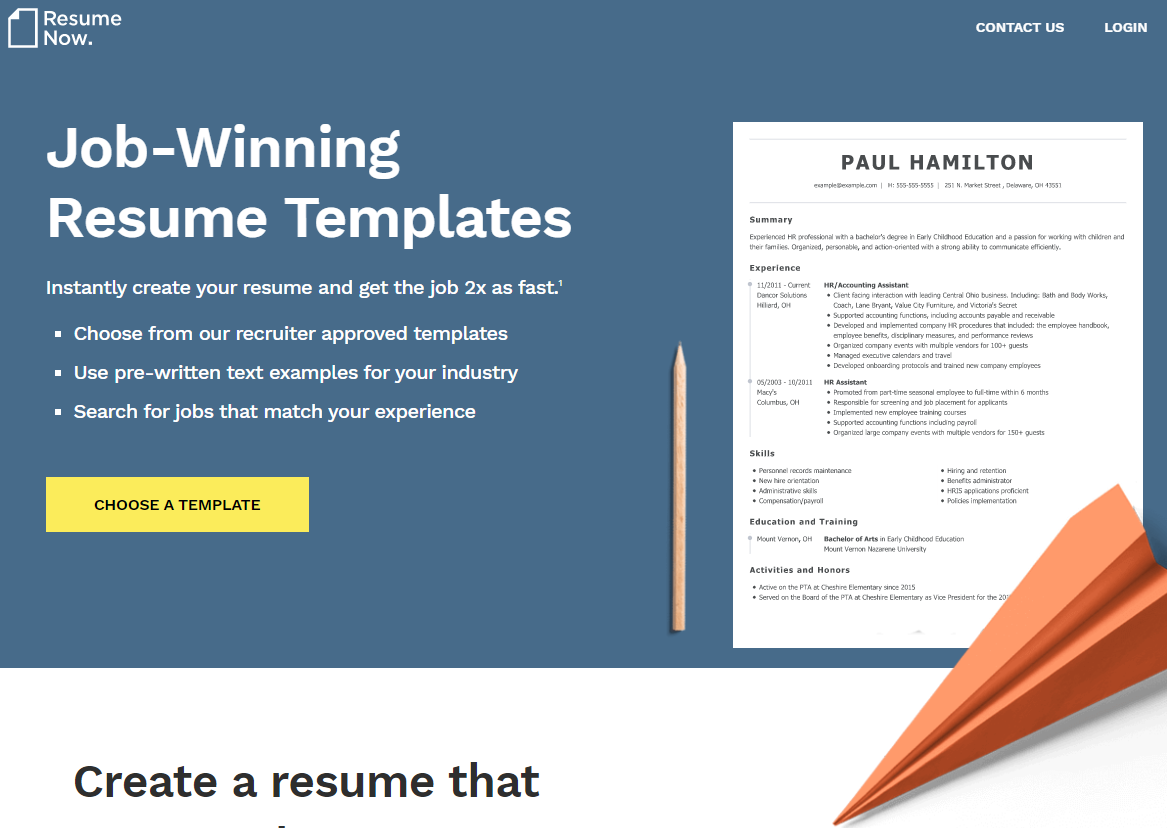 Resume
Now.
CONTACT US
LOGIN
Job-Winning
Resume Templates
Instantly create your resume and get the job 2x as fast.¹
▪ Choose from our recruiter approved templates
▪ Use pre-written text examples for your industry
▪ Search for jobs that match your experience
CHOOSE A TEMPLATE
PAUL HAMILTON
example@example.com | H: 555-555-5555 | 251 N. Market Street , Delaware, OH 43551
Summary
Experienced HR professional with a bachelor's degree in Early Childhood Education and a passion for working with children and
their families. Organized, personable, and action-oriented with a strong ability to communicate efficiently.
Experience
11/2011 - Current
Dancor Solutions
Hilliard, OH
HR/Accounting Assistant
• Client facing interaction with leading Central Ohio business. Including: Bath and Body Works,
Coach, Lane Bryant, Value City Furniture, and Victoria's Secret
• Supported accounting functions, including accounts payable and receivable
• Developed and implemented company HR procedures that included: the employee handbook,
employee benefits, disciplinary measures, and performance reviews
• Organized company events with multiple vendors for 100+ guests
• Managed executive calendars and travel
• Developed onboarding protocols and trained new company employees
05/2003 - 10/2011
Macy's
Columbus, OH
HR Assistant
• Promoted from part-time seasonal employee to full-time within 6 months
• Responsible for screening and job placement for applicants
• Implemented new employee training courses
• Supported accounting functions including payroll
• Organized large company events with multiple vendors for 150+ guests
Skills
• Personnel records maintenance
• New hire orientation
• Administrative skills
• Compensation/payroll
• Hiring and retention
• Benefits administrator
• HRIS applications proficient
• Policies implementation
Education and Training
Mount Vernon, OH
Bachelor of Arts in Early Childhood Education
Mount Vernon Nazarene University
Activities and Honors
• Active on the PTA at Cheshire Elementary since 2015
• Served on the Board of the PTA at Cheshire Elementary as Vice President for the
Create a resume that